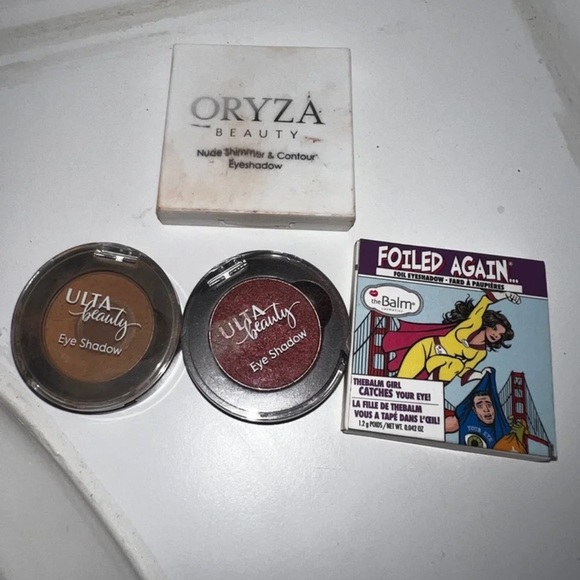 ORYZA
BEAUTY
Nude Shimmer & Contour
Eyeshadow
ULTA
beauty
Eye Shadow
ULTA
beauty
Eye Shadow
FOILED AGAIN...®
FOIL EYESHADOW - FARD À PAUPIÈRES
theBalm®
cosmetics
THEBALM GIRL
CATCHES YOUR EYE!
LA FILLE DE THEBALM
VOUS A TAPÉ DANS L'ŒIL!
1.2 g POIDS/NET WT. 0.042 OZ